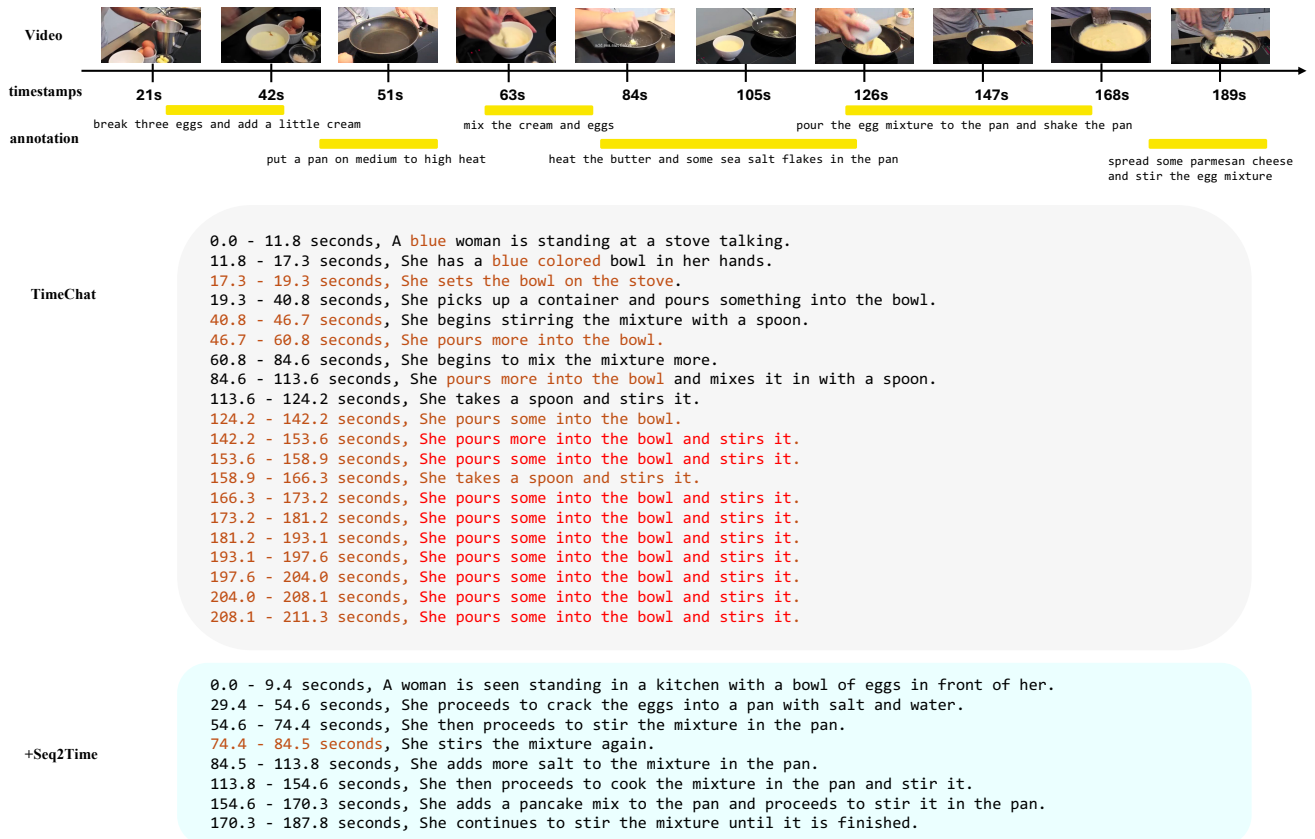 Video
timestamps
21s 42s 51s 63s 84s 105s 126s 147s 168s 189s
annotation
break three eggs and add a little cream
mix the cream and eggs
pour the egg mixture to the pan and shake the pan
put a pan on medium to high heat
heat the butter and some sea salt flakes in the pan
spread some parmesan cheese
and stir the egg mixture
TimeChat
0.0 - 11.8 seconds, A blue woman is standing at a stove talking.
11.8 - 17.3 seconds, She has a blue colored bowl in her hands.
17.3 - 19.3 seconds, She sets the bowl on the stove.
19.3 - 40.8 seconds, She picks up a container and pours something into the bowl.
40.8 - 46.7 seconds, She begins stirring the mixture with a spoon.
46.7 - 60.8 seconds, She pours more into the bowl.
60.8 - 84.6 seconds, She begins to mix the mixture more.
84.6 - 113.6 seconds, She pours more into the bowl and mixes it in with a spoon.
113.6 - 124.2 seconds, She takes a spoon and stirs it.
124.2 - 142.2 seconds, She pours some into the bowl.
142.2 - 153.6 seconds, She pours more into the bowl and stirs it.
153.6 - 158.9 seconds, She pours some into the bowl and stirs it.
158.9 - 166.3 seconds, She takes a spoon and stirs it.
166.3 - 173.2 seconds, She pours some into the bowl and stirs it.
173.2 - 181.2 seconds, She pours some into the bowl and stirs it.
181.2 - 193.1 seconds, She pours some into the bowl and stirs it.
193.1 - 197.6 seconds, She pours some into the bowl and stirs it.
197.6 - 204.0 seconds, She pours some into the bowl and stirs it.
204.0 - 208.1 seconds, She pours some into the bowl and stirs it.
208.1 - 211.3 seconds, She pours some into the bowl and stirs it.
+Seq2Time
0.0 - 9.4 seconds, A woman is seen standing in a kitchen with a bowl of eggs in front of her.
29.4 - 54.6 seconds, She proceeds to crack the eggs into a pan with salt and water.
54.6 - 74.4 seconds, She then proceeds to stir the mixture in the pan.
74.4 - 84.5 seconds, She stirs the mixture again.
84.5 - 113.8 seconds, She adds more salt to the mixture in the pan.
113.8 - 154.6 seconds, She then proceeds to cook the mixture in the pan and stir it.
154.6 - 170.3 seconds, She adds a pancake mix to the pan and proceeds to stir it in the pan.
170.3 - 187.8 seconds, She continues to stir the mixture until it is finished.